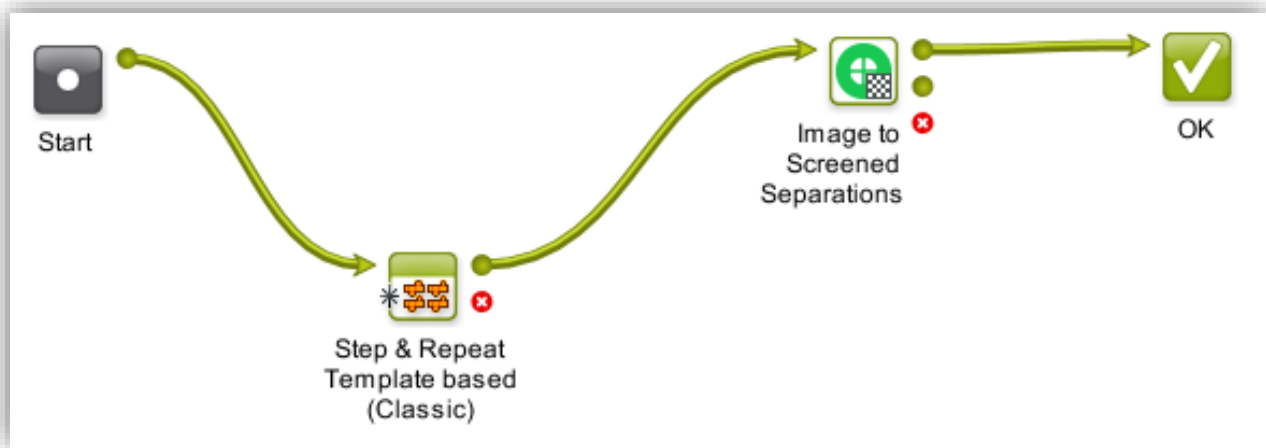 Start
Step & Repeat
Template based
(Classic)
Image to
Screened
Separations
OK